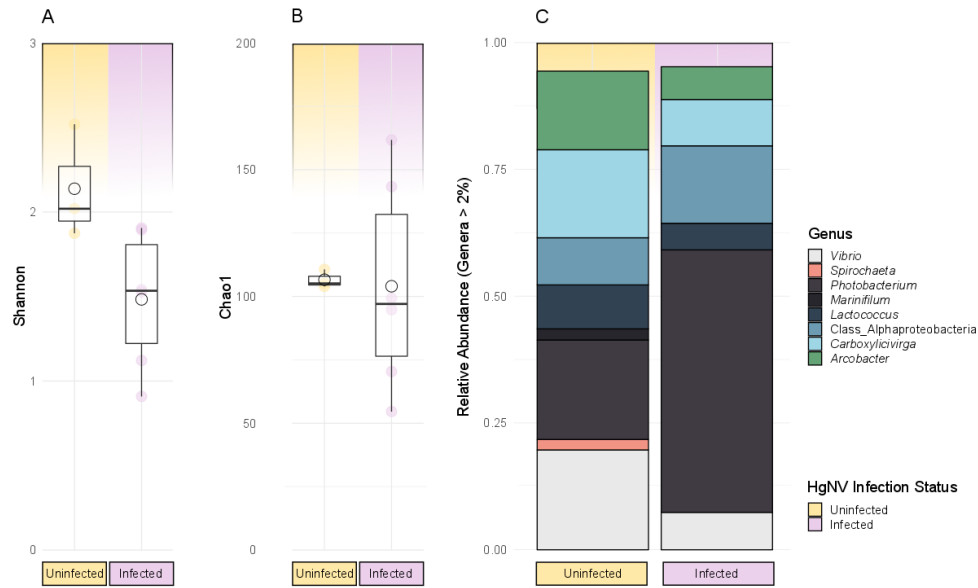 A
B
C
3
2
1
0
Shannon
Uninfected
Infected
200
150
100
50
0
Chao1
Uninfected
Infected
1.00
0.75
0.50
0.25
0.00
Relative Abundance (Genera > 2%)
Uninfected
Infected
Genus
Vibrio
Spirochaeta
Photobacterium
Marinifilum
Lactococcus
Class_Alphaproteobacteria
Carboxylicivirga
Arcobacter
HgNV Infection Status
Uninfected
Infected